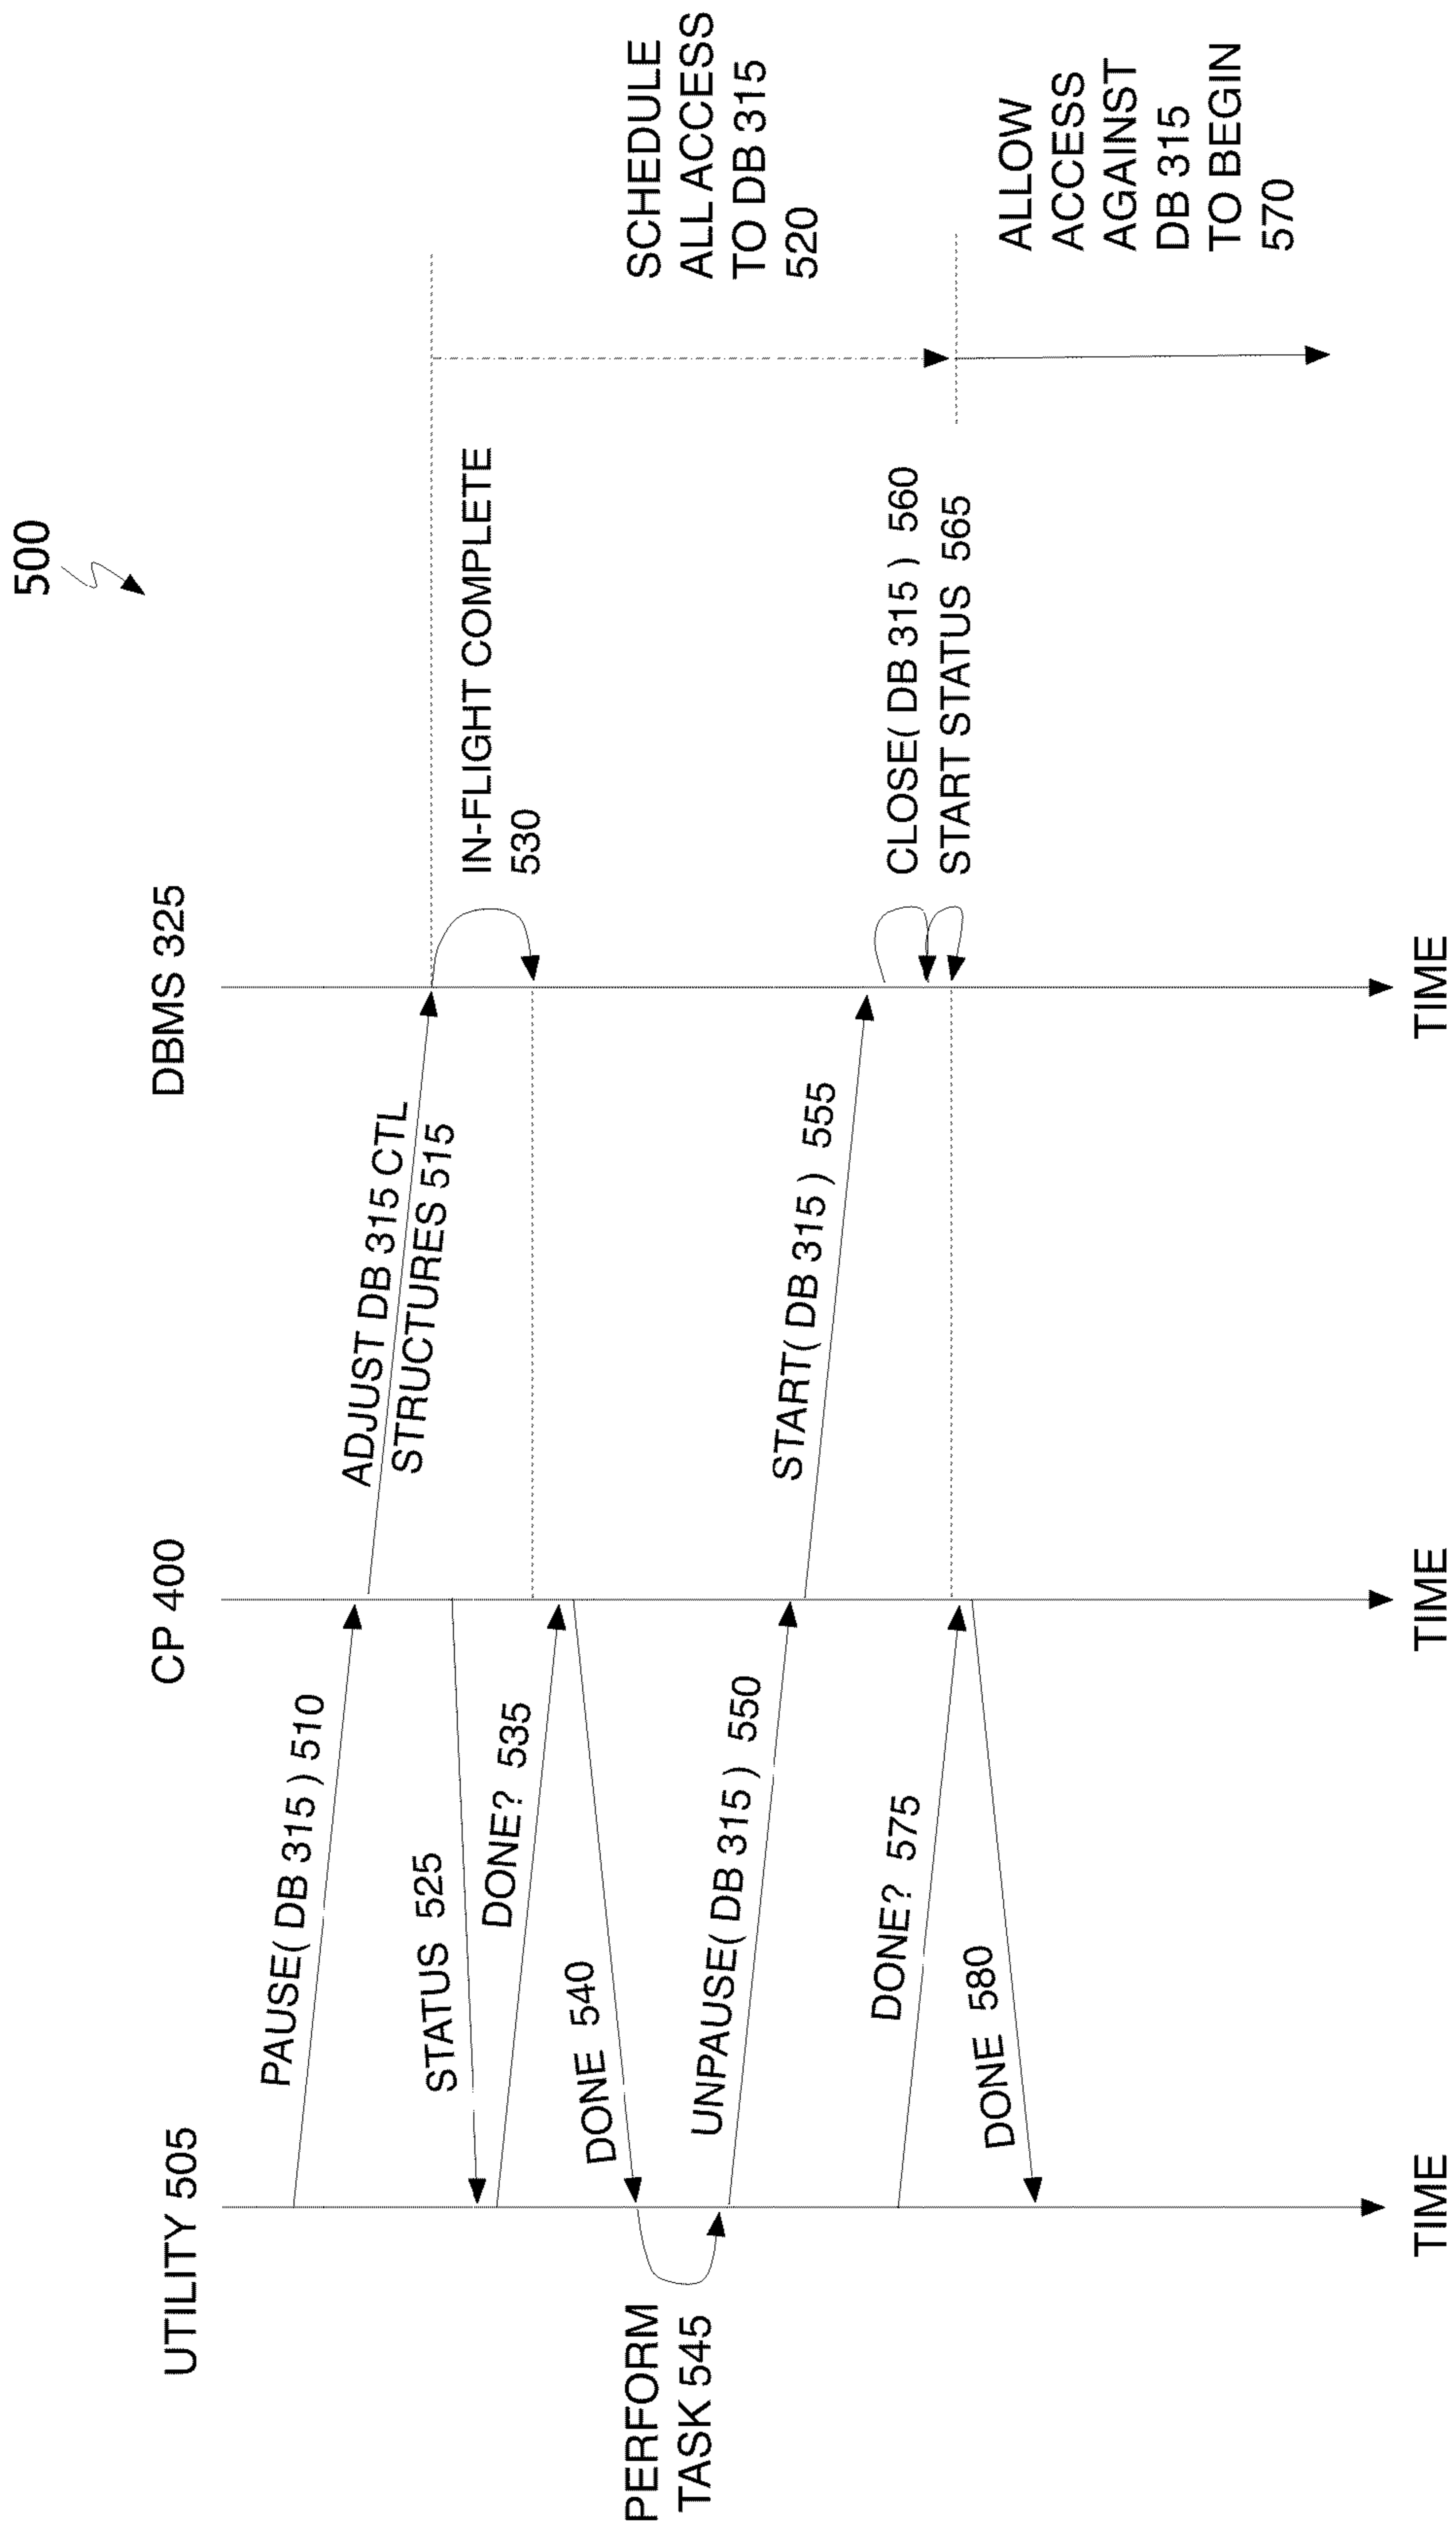 500
UTILITY 505
CP 400
DBMS 325
PAUSE( DB 315 ) 510
ADJUST DB 315 CTL
STRUCTURES 515
STATUS 525
IN-FLIGHT COMPLETE
530
DONE? 535
DONE 540
SCHEDULE
ALL ACCESS
TO DB 315
520
PERFORM
TASK 545
UNPAUSE( DB 315 ) 550
START( DB 315 ) 555
CLOSE( DB 315 ) 560
START STATUS 565
DONE? 575
DONE 580
ALLOW
ACCESS
AGAINST
DB 315
TO BEGIN
570
TIME
TIME
TIME